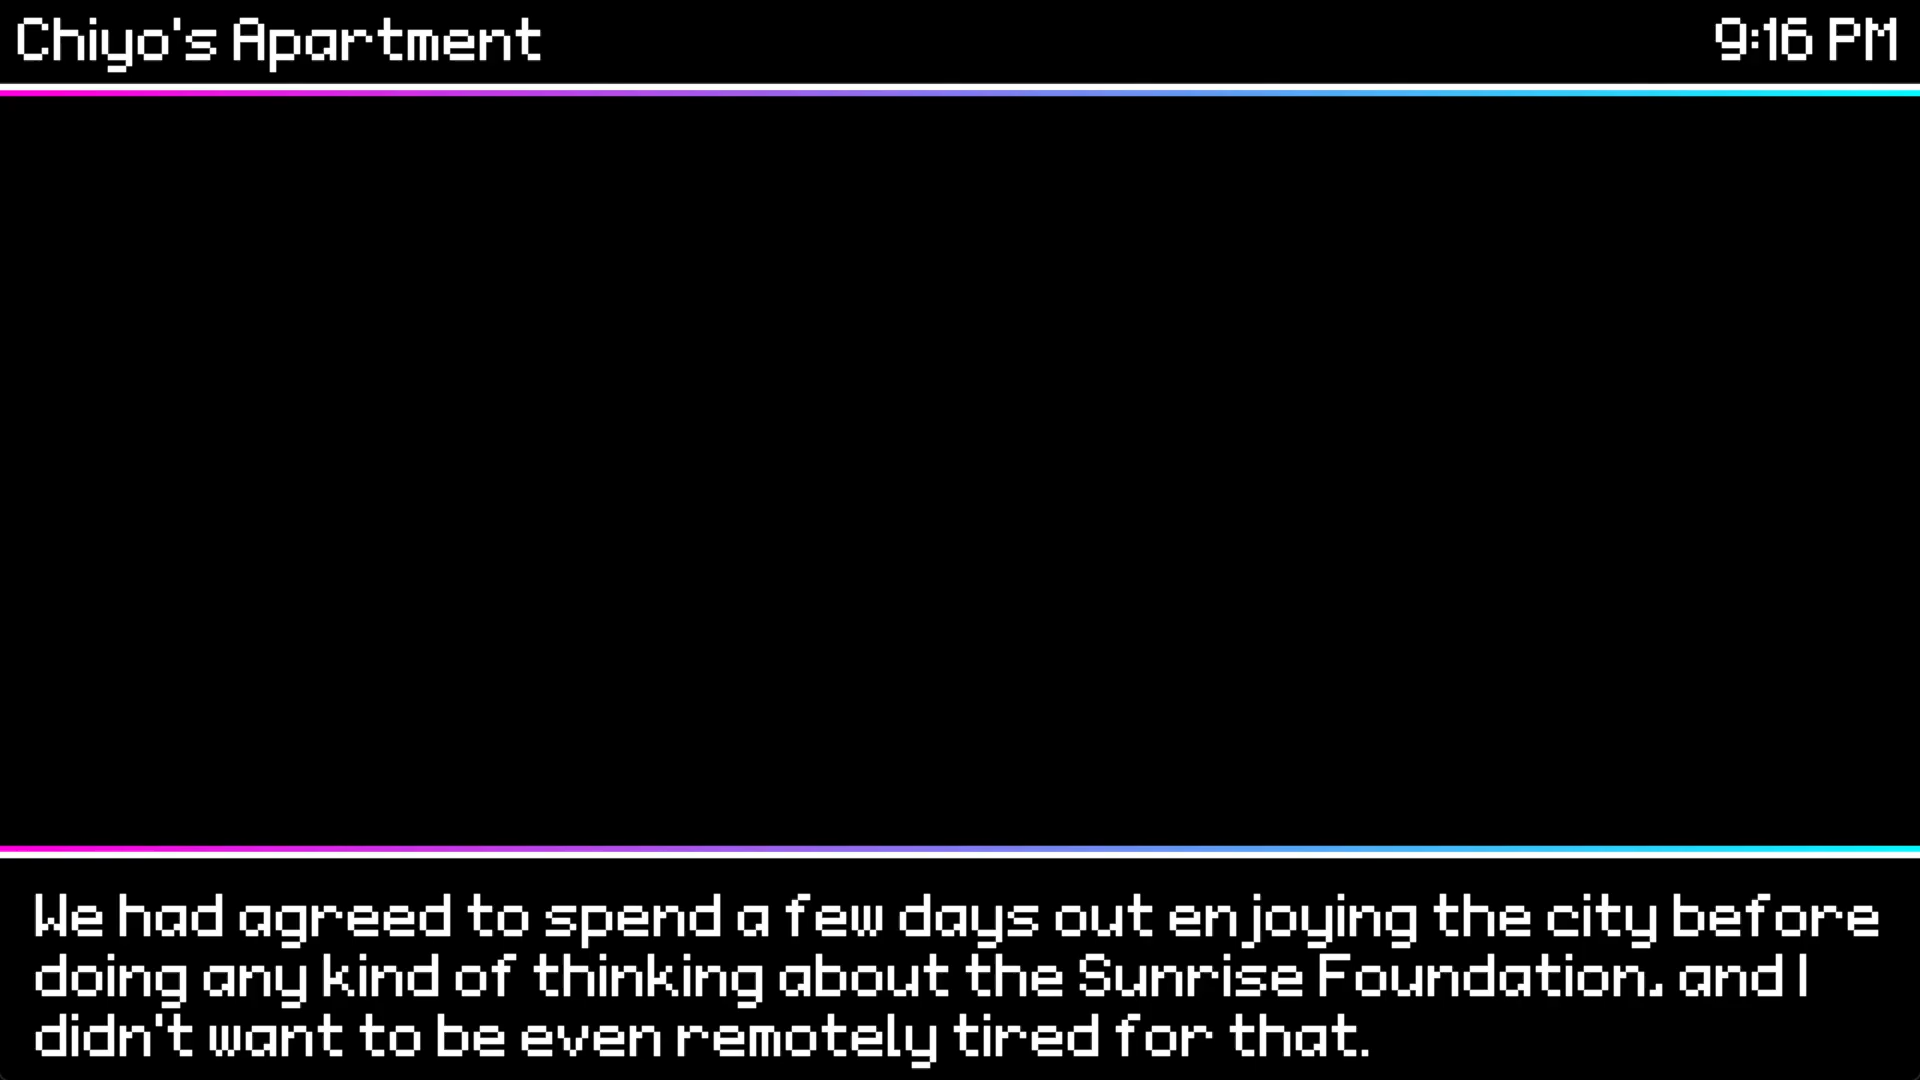 Chiyo's Apartment
9:16 PM
We had agreed to spend a few days out enjoying the city before
doing any kind of thinking about the Sunrise Foundation, and I
didn't want to be even remotely tired for that.